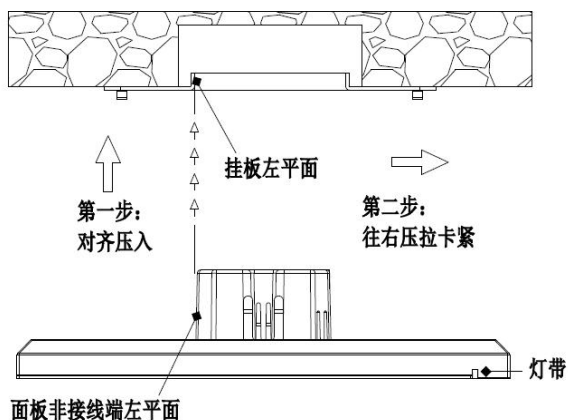 挂板左平面
第一步：
对齐压入
第二步：
往右压拉卡紧
灯带
面板非接线端左平面